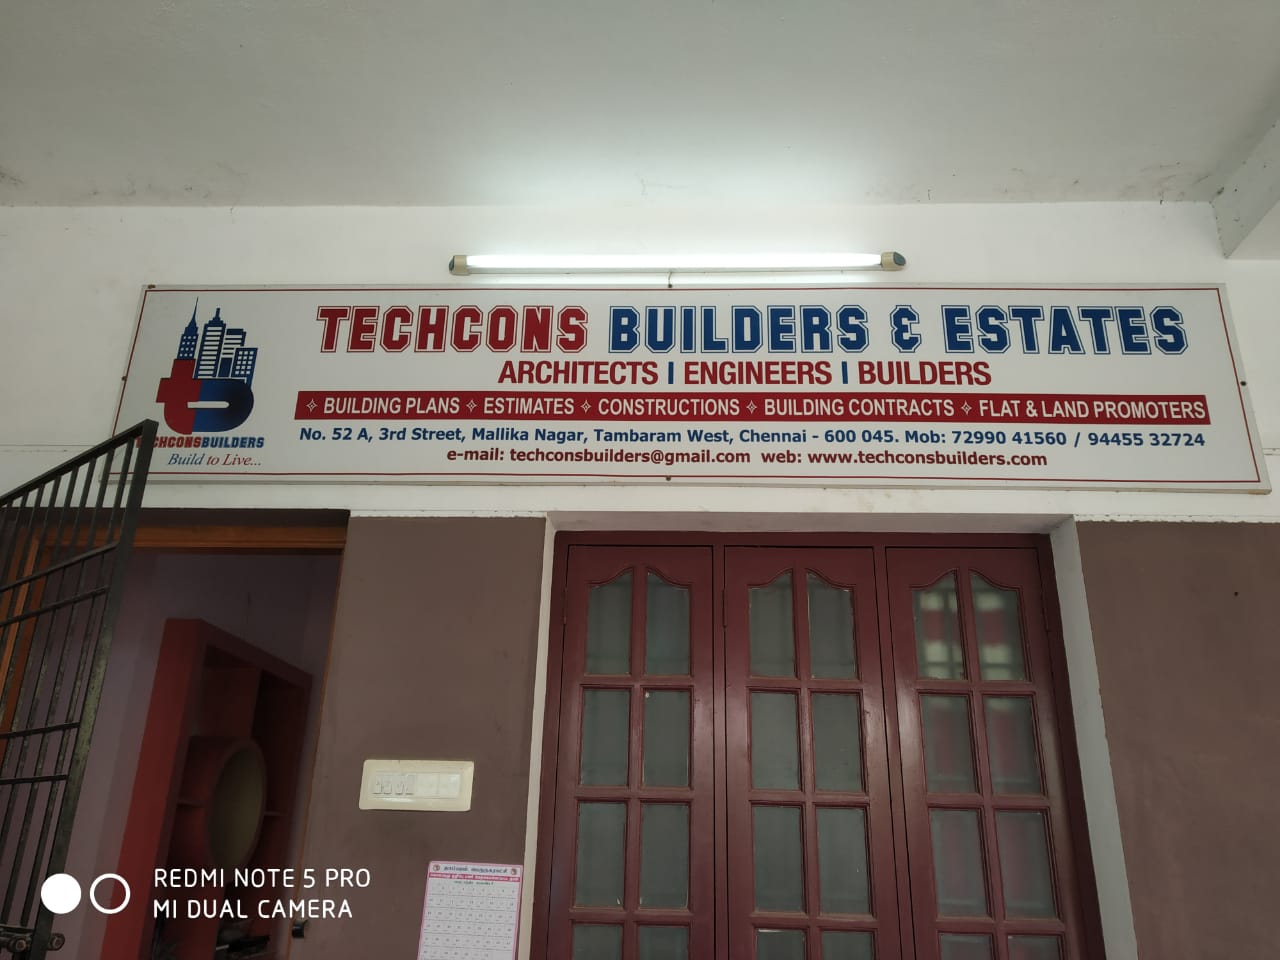 TECHCONS BUILDERS & ESTATES
ARCHITECTS | ENGINEERS | BUILDERS
✧ BUILDING PLANS ✧ ESTIMATES ✧ CONSTRUCTIONS ✧ BUILDING CONTRACTS ✧ FLAT & LAND PROMOTERS
No. 52 A, 3rd Street, Mallika Nagar, Tambaram West, Chennai - 600 045. Mob: 72990 41560 / 94455 32724
e-mail: techconsbuilders@gmail.com web: www.techconsbuilders.com
tb
TECHCONSBUILDERS
Build to Live...
REDMI NOTE 5 PRO
MI DUAL CAMERA